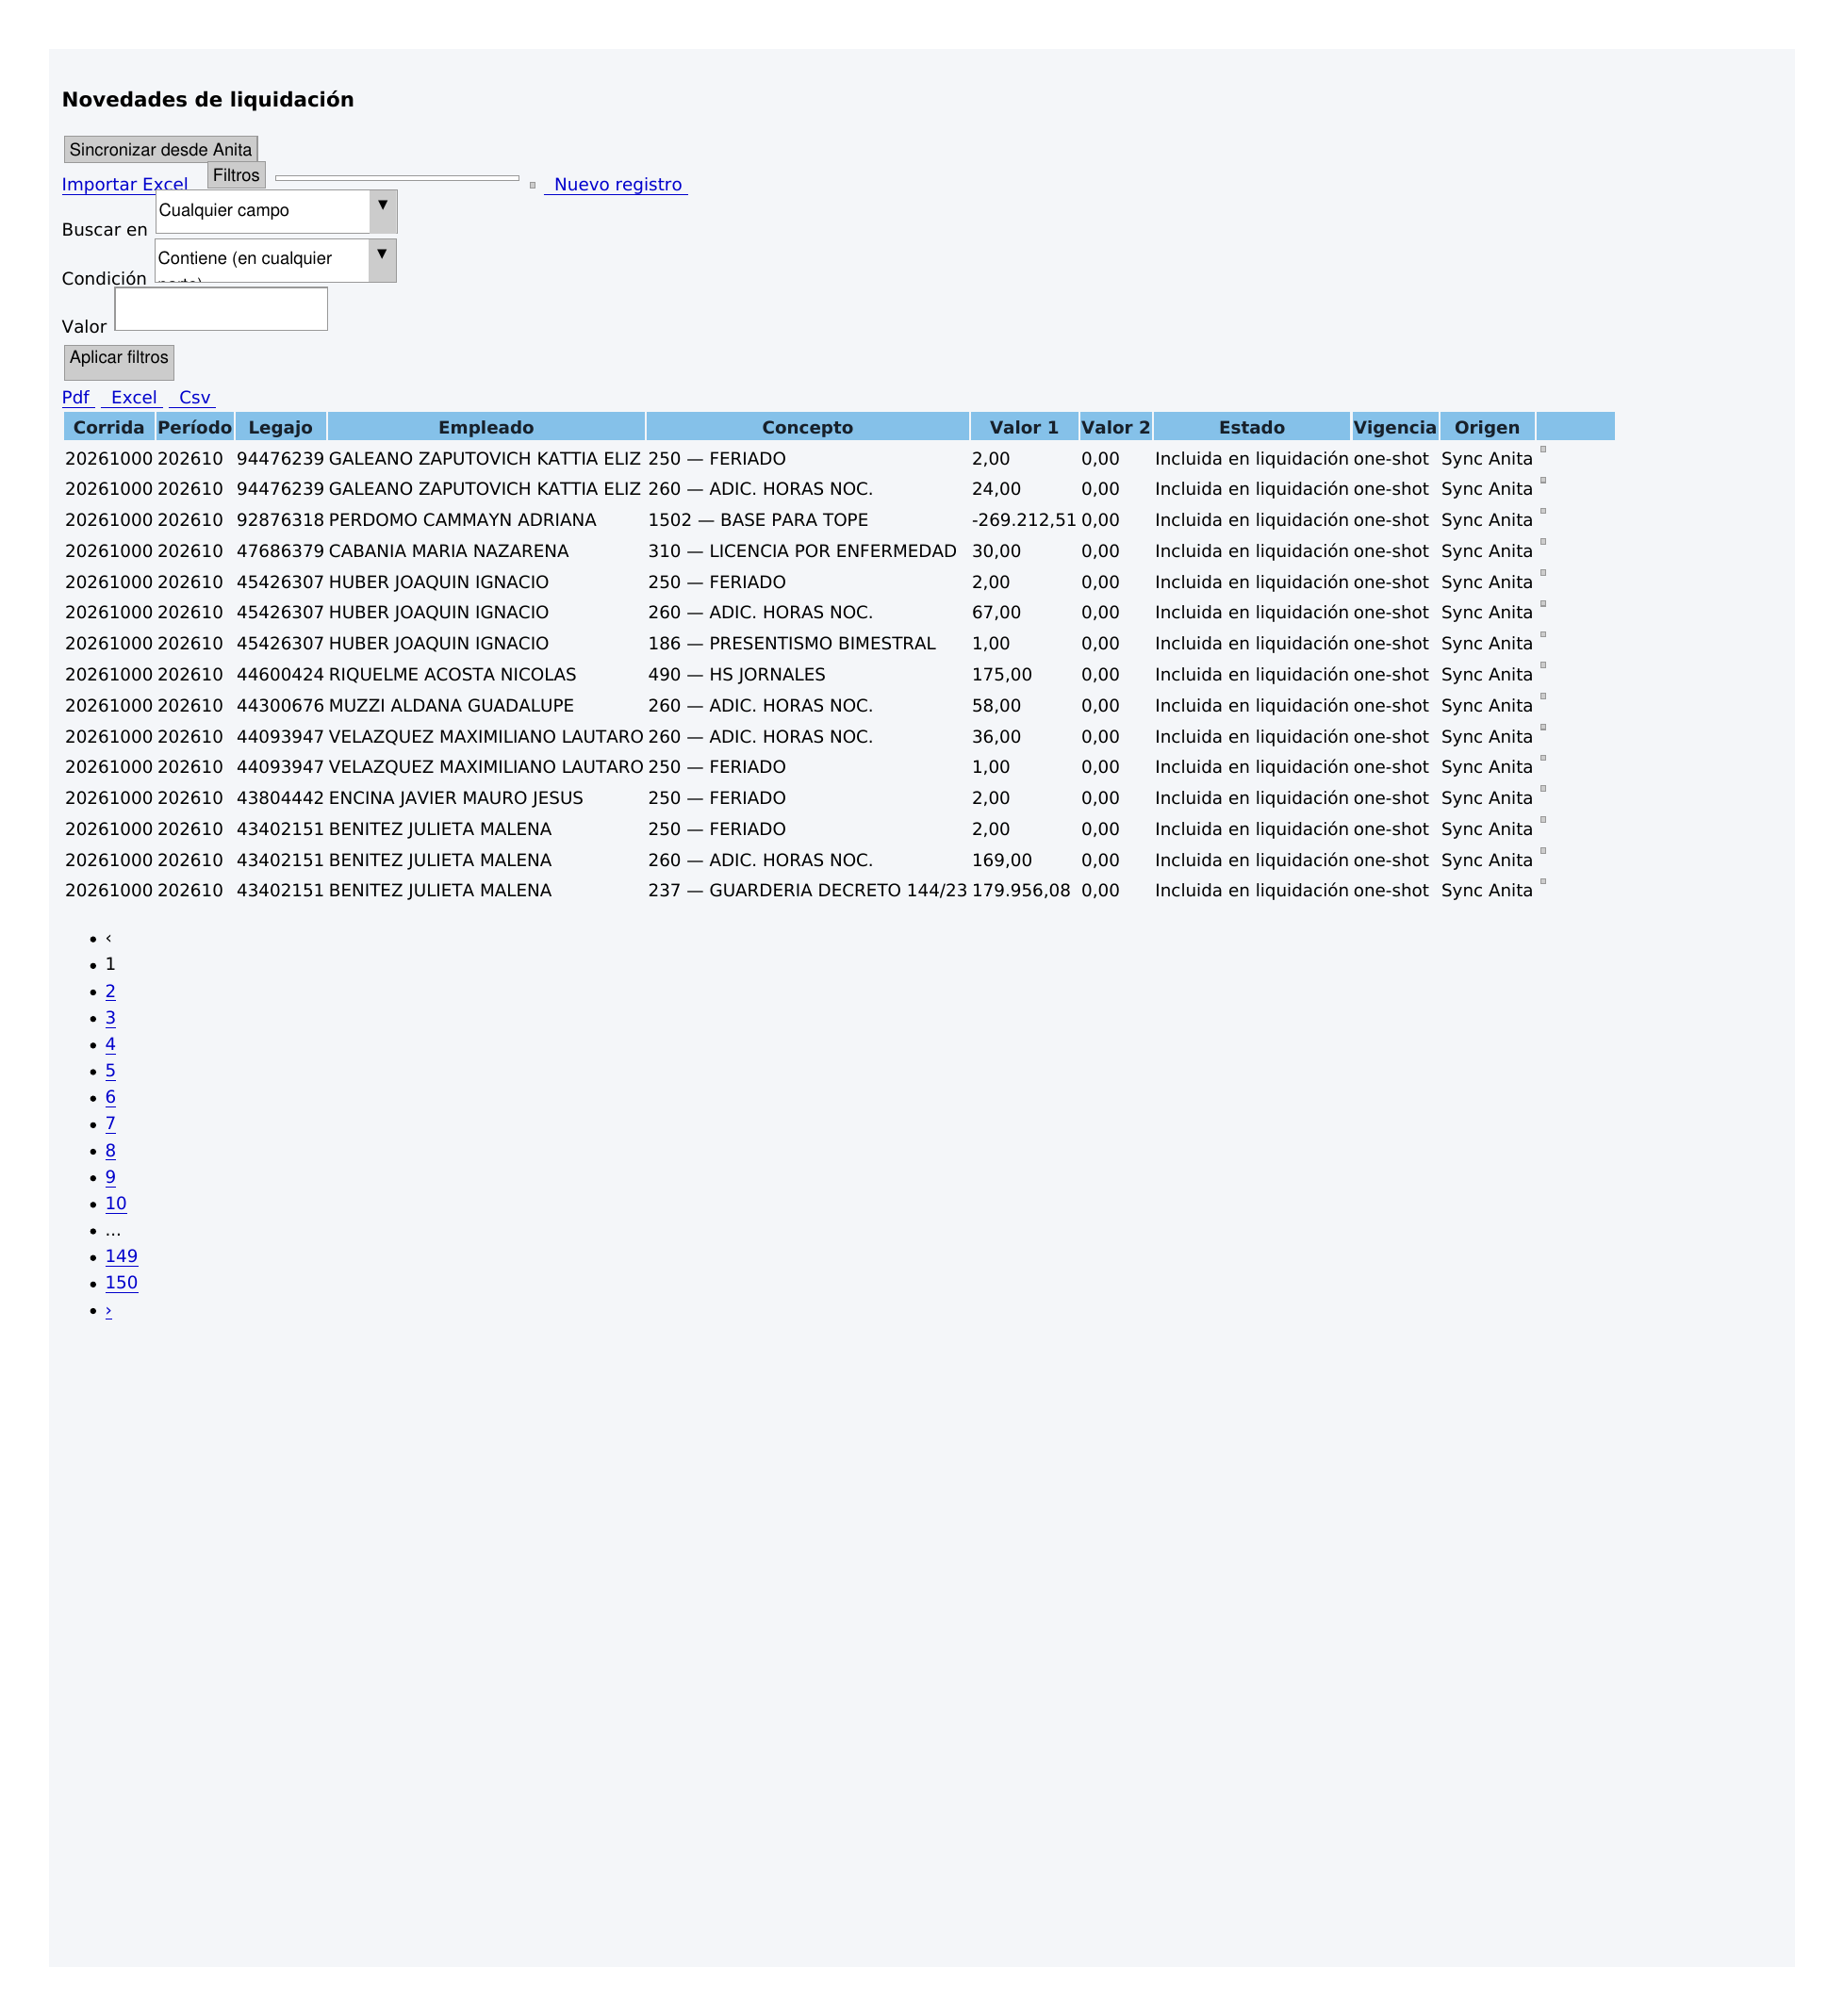 Novedades de liquidación
Sincronizar desde Anita
Importar Excel Filtros Nuevo registro
Buscar en Cualquier campo ▼
Condición Contiene (en cualquier ▼
Valor
Aplicar filtros
Pdf Excel Csv
Corrida Período Legajo Empleado Concepto Valor 1 Valor 2 Estado Vigencia Origen
20261000 202610 94476239 GALEANO ZAPUTOVICH KATTIA ELIZ 250 — FERIADO 2,00 0,00 Incluida en liquidación one-shot Sync Anita
20261000 202610 94476239 GALEANO ZAPUTOVICH KATTIA ELIZ 260 — ADIC. HORAS NOC. 24,00 0,00 Incluida en liquidación one-shot Sync Anita
20261000 202610 92876318 PERDOMO CAMMAYN ADRIANA 1502 — BASE PARA TOPE -269.212,51 0,00 Incluida en liquidación one-shot Sync Anita
20261000 202610 47686379 CABANIA MARIA NAZARENA 310 — LICENCIA POR ENFERMEDAD 30,00 0,00 Incluida en liquidación one-shot Sync Anita
20261000 202610 45426307 HUBER JOAQUIN IGNACIO 250 — FERIADO 2,00 0,00 Incluida en liquidación one-shot Sync Anita
20261000 202610 45426307 HUBER JOAQUIN IGNACIO 260 — ADIC. HORAS NOC. 67,00 0,00 Incluida en liquidación one-shot Sync Anita
20261000 202610 45426307 HUBER JOAQUIN IGNACIO 186 — PRESENTISMO BIMESTRAL 1,00 0,00 Incluida en liquidación one-shot Sync Anita
20261000 202610 44600424 RIQUELME ACOSTA NICOLAS 490 — HS JORNALES 175,00 0,00 Incluida en liquidación one-shot Sync Anita
20261000 202610 44300676 MUZZI ALDANA GUADALUPE 260 — ADIC. HORAS NOC. 58,00 0,00 Incluida en liquidación one-shot Sync Anita
20261000 202610 44093947 VELAZQUEZ MAXIMILIANO LAUTARO 260 — ADIC. HORAS NOC. 36,00 0,00 Incluida en liquidación one-shot Sync Anita
20261000 202610 44093947 VELAZQUEZ MAXIMILIANO LAUTARO 250 — FERIADO 1,00 0,00 Incluida en liquidación one-shot Sync Anita
20261000 202610 43804442 ENCINA JAVIER MAURO JESUS 250 — FERIADO 2,00 0,00 Incluida en liquidación one-shot Sync Anita
20261000 202610 43402151 BENITEZ JULIETA MALENA 250 — FERIADO 2,00 0,00 Incluida en liquidación one-shot Sync Anita
20261000 202610 43402151 BENITEZ JULIETA MALENA 260 — ADIC. HORAS NOC. 169,00 0,00 Incluida en liquidación one-shot Sync Anita
20261000 202610 43402151 BENITEZ JULIETA MALENA 237 — GUARDERIA DECRETO 144/23 179.956,08 0,00 Incluida en liquidación one-shot Sync Anita
• ‹
• 1
• 2
• 3
• 4
• 5
• 6
• 7
• 8
• 9
• 10
• ...
• 149
• 150
• ›